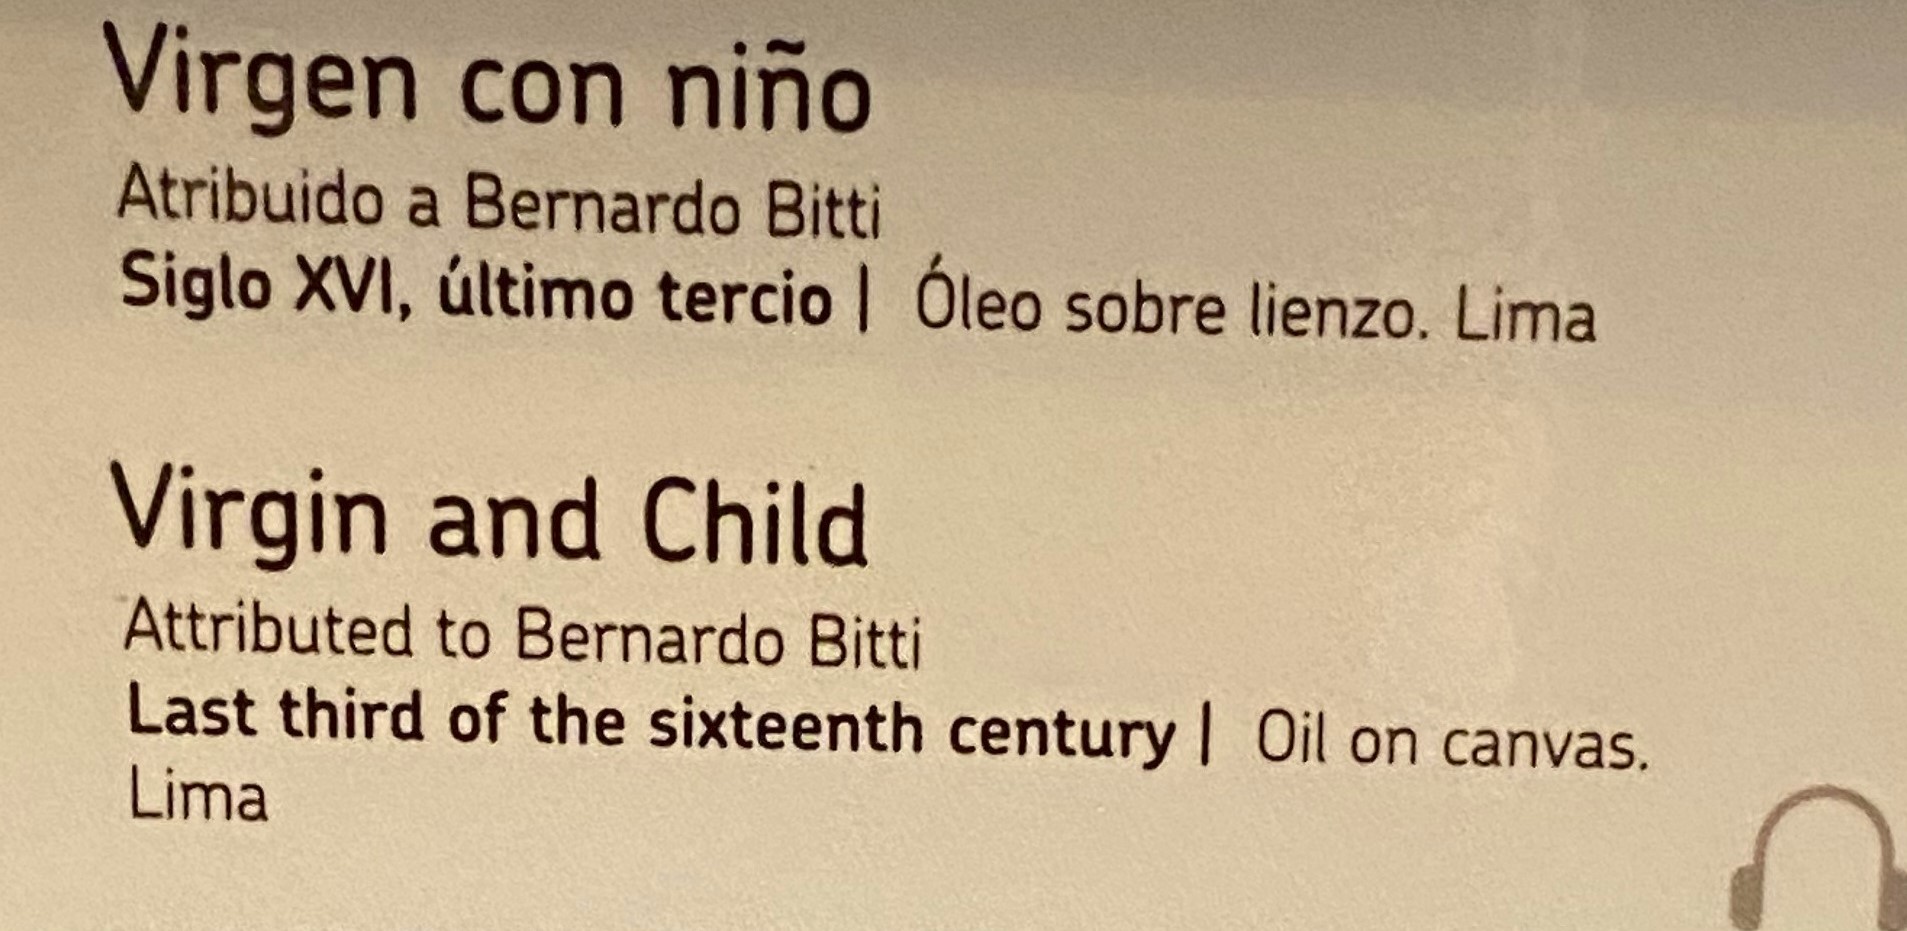 Virgen con niño
Atribuido a Bernardo Bitti
Siglo XVI, último tercio | Óleo sobre lienzo. Lima
Virgin and Child
Attributed to Bernardo Bitti
Last third of the sixteenth century | Oil on canvas.
Lima